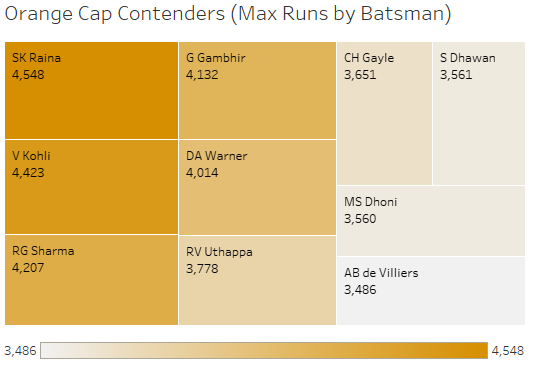 Orange Cap Contenders (Max Runs by Batsman)
SK Raina
4,548
V Kohli
4,423
RG Sharma
4,207
G Gambhir
4,132
DA Warner
4,014
RV Uthappa
3,778
CH Gayle
3,651
S Dhawan
3,561
MS Dhoni
3,560
AB de Villiers
3,486
3,486 4,548